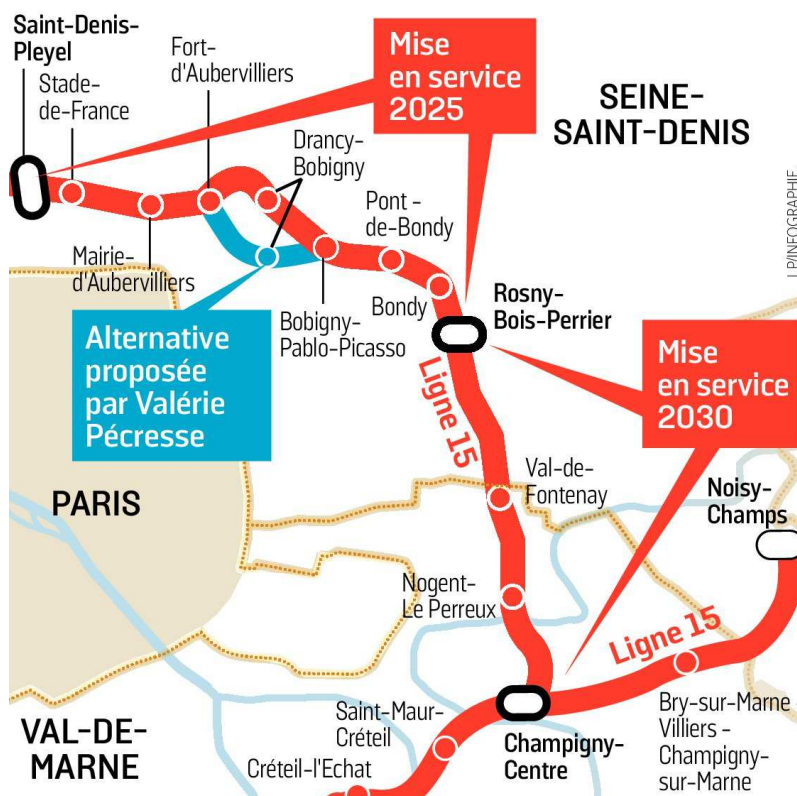 Saint-Denis-
Pleyel
Stade-
de-France
Fort-
d'Aubervilliers
Mise
en service
2025
SEINE-
SAINT-DENIS
Drancy-
Bobigny
Pont -
de-Bondy
LP/INFOGRAPHIE
Mairie-
d'Aubervilliers
Bobigny-
Pablo-Picasso
Bondy
Rosny-
Bois-Perrier
Alternative
proposée
par Valérie
Pécresse
Ligne 15
Mise
en service
2030
PARIS
Val-de-
Fontenay
Noisy-
Champs
Nogent-
Le Perreux
Ligne 15
VAL-DE-
MARNE
Saint-Maur-
Créteil
Créteil-l'Echat
Champigny-
Centre
Bry-sur-Marne -
Villiers -
Champigny-
sur-Marne